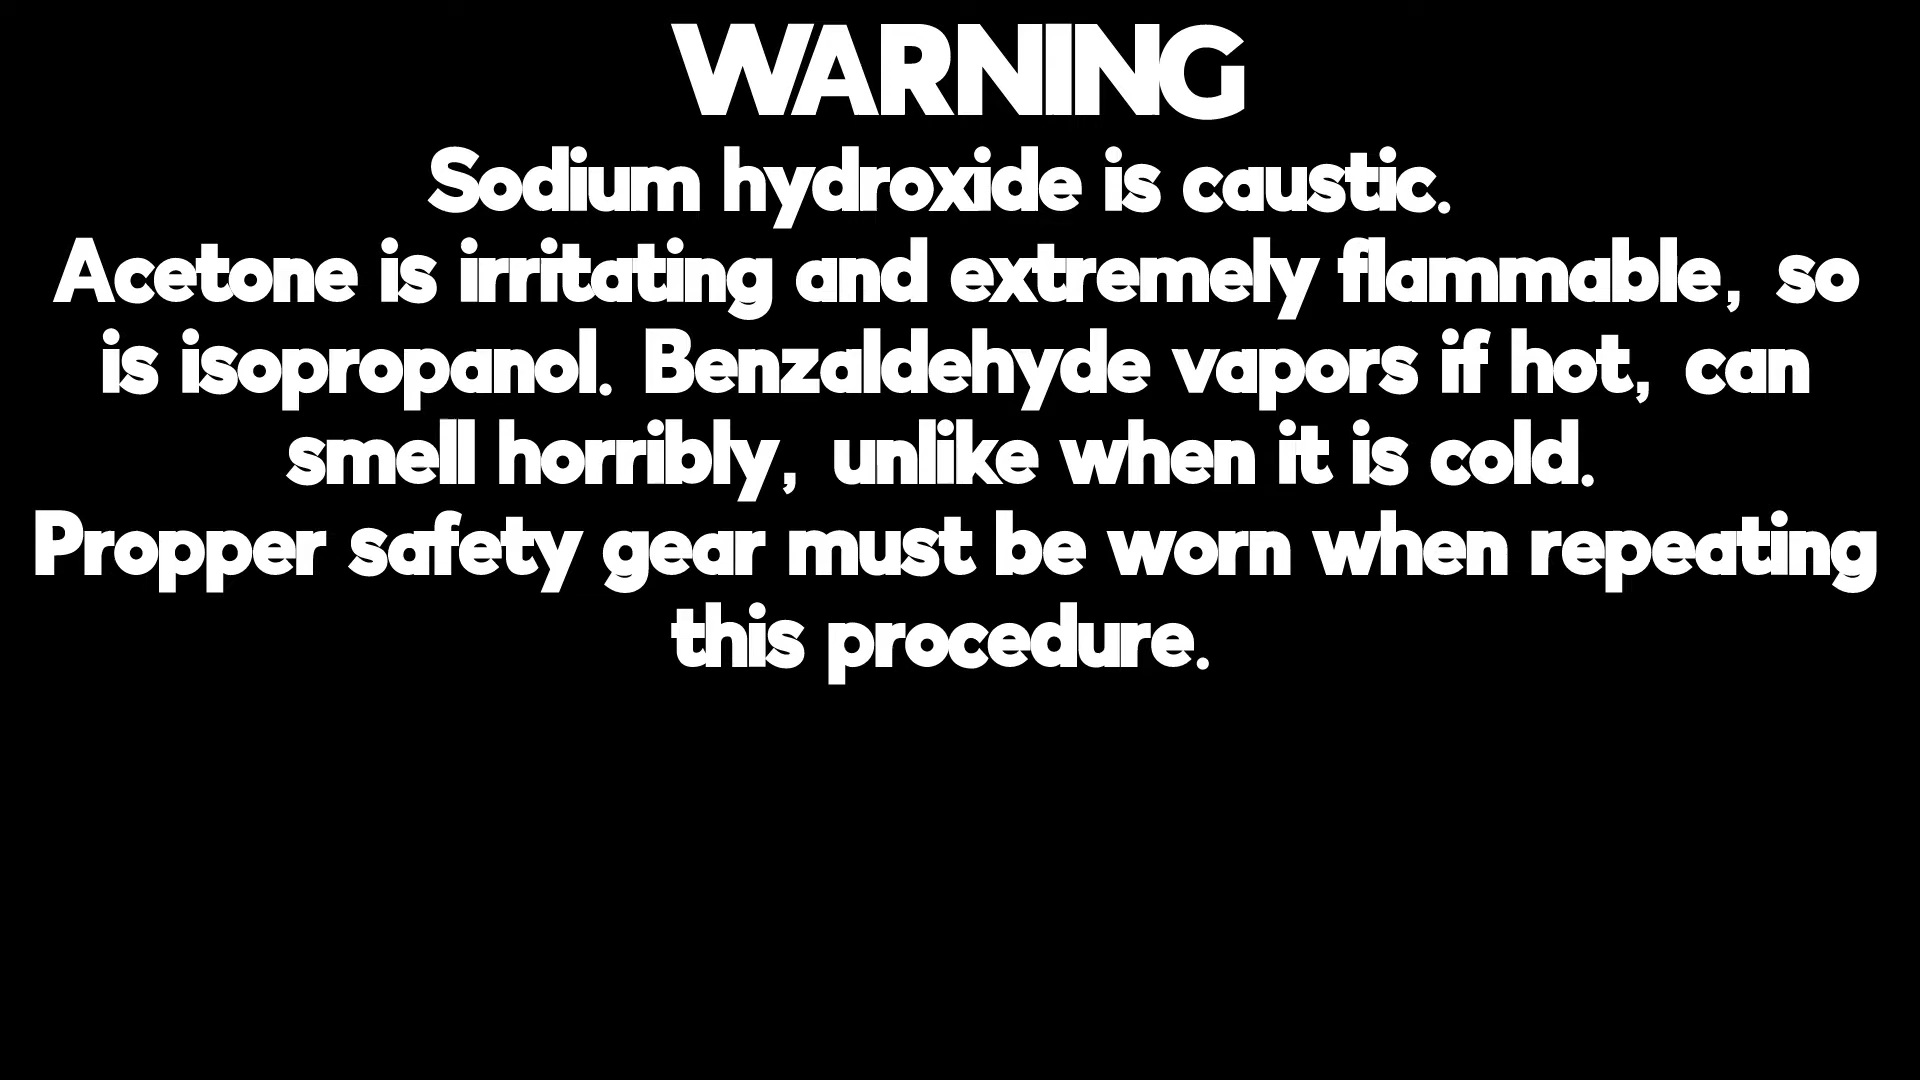 WARNING
Sodium hydroxide is caustic.
Acetone is irritating and extremely flammable, so
is isopropanol. Benzaldehyde vapors if hot, can
smell horribly, unlike when it is cold.
Propper safety gear must be worn when repeating
this procedure.